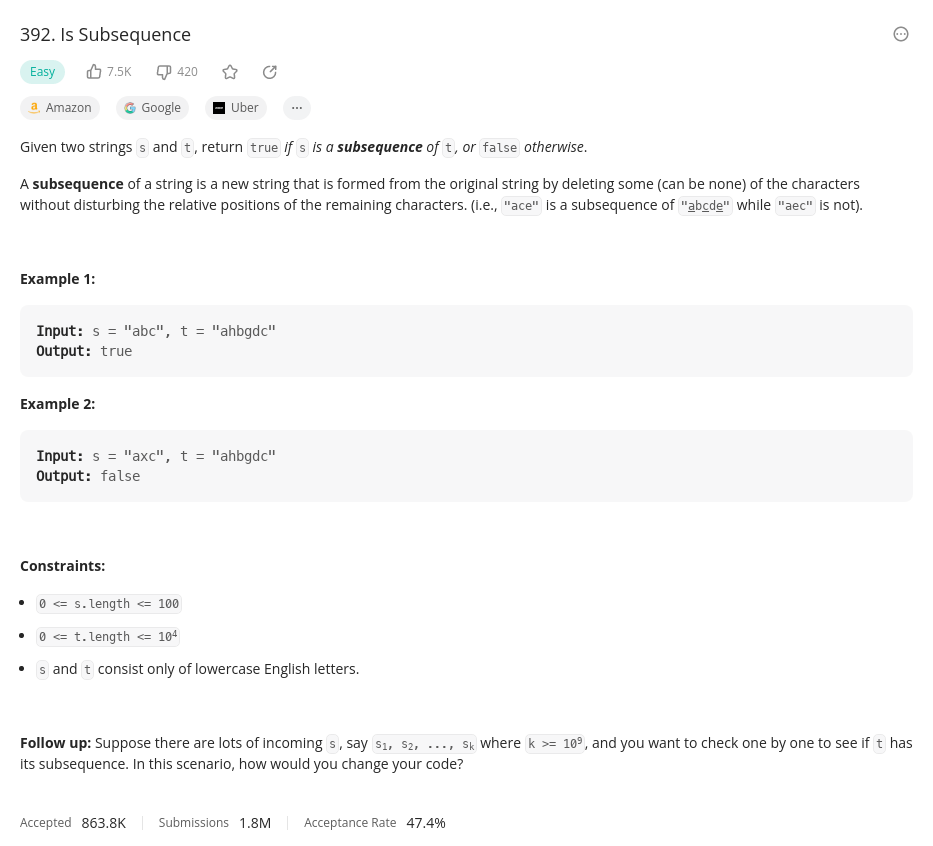 392. Is Subsequence
Easy 7.5K 420
Amazon Google Uber ...
Given two strings s and t, return true if s is a subsequence of t, or false otherwise.
A subsequence of a string is a new string that is formed from the original string by deleting some (can be none) of the characters
without disturbing the relative positions of the remaining characters. (i.e., "ace" is a subsequence of "abcde" while "aec" is not).
Example 1:
Input: s = "abc", t = "ahbgdc"
Output: true
Example 2:
Input: s = "axc", t = "ahbgdc"
Output: false
Constraints:
• 0 <= s.length <= 100
• 0 <= t.length <= 10⁴
• s and t consist only of lowercase English letters.
Follow up: Suppose there are lots of incoming s, say s₁, s₂, ..., sₖ where k >= 10⁹, and you want to check one by one to see if t has
its subsequence. In this scenario, how would you change your code?
Accepted 863.8K Submissions 1.8M Acceptance Rate 47.4%